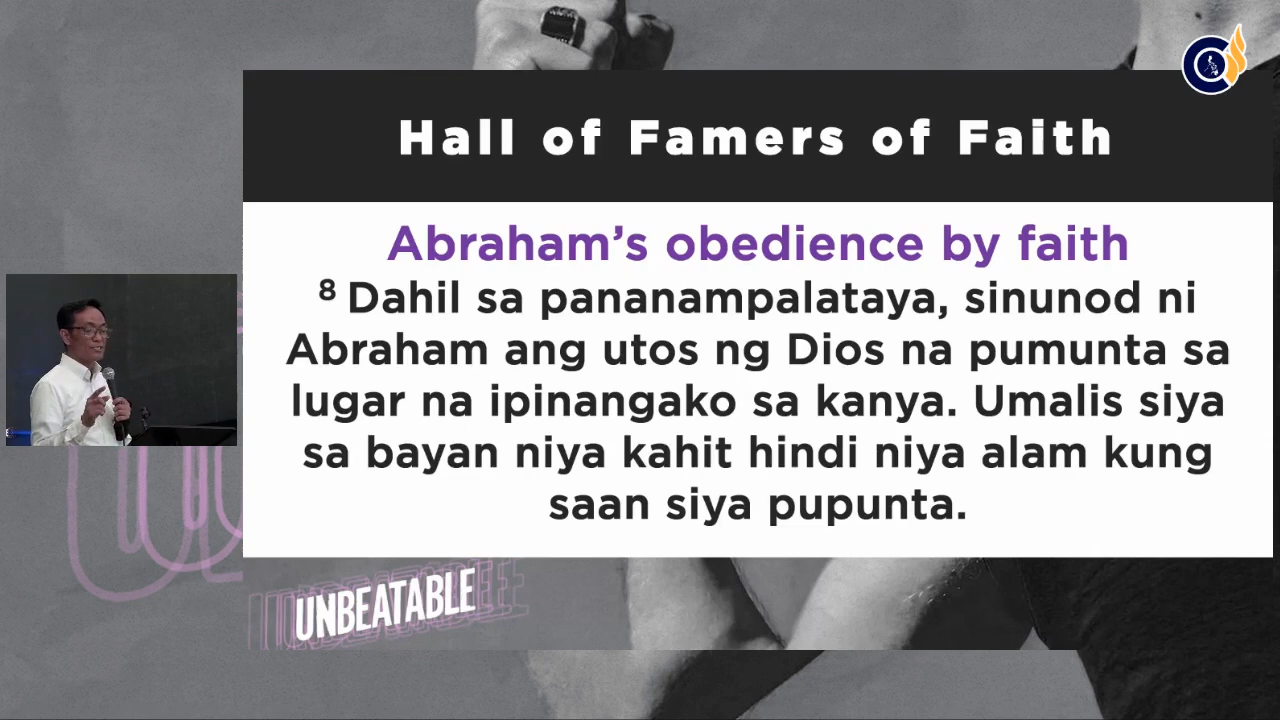 Hall of Famers of Faith
Abraham’s obedience by faith
⁸ Dahil sa pananampalataya, sinunod ni
Abraham ang utos ng Dios na pumunta sa
lugar na ipinangako sa kanya. Umalis siya
sa bayan niya kahit hindi niya alam kung
saan siya pupunta.
UNBEATABLE